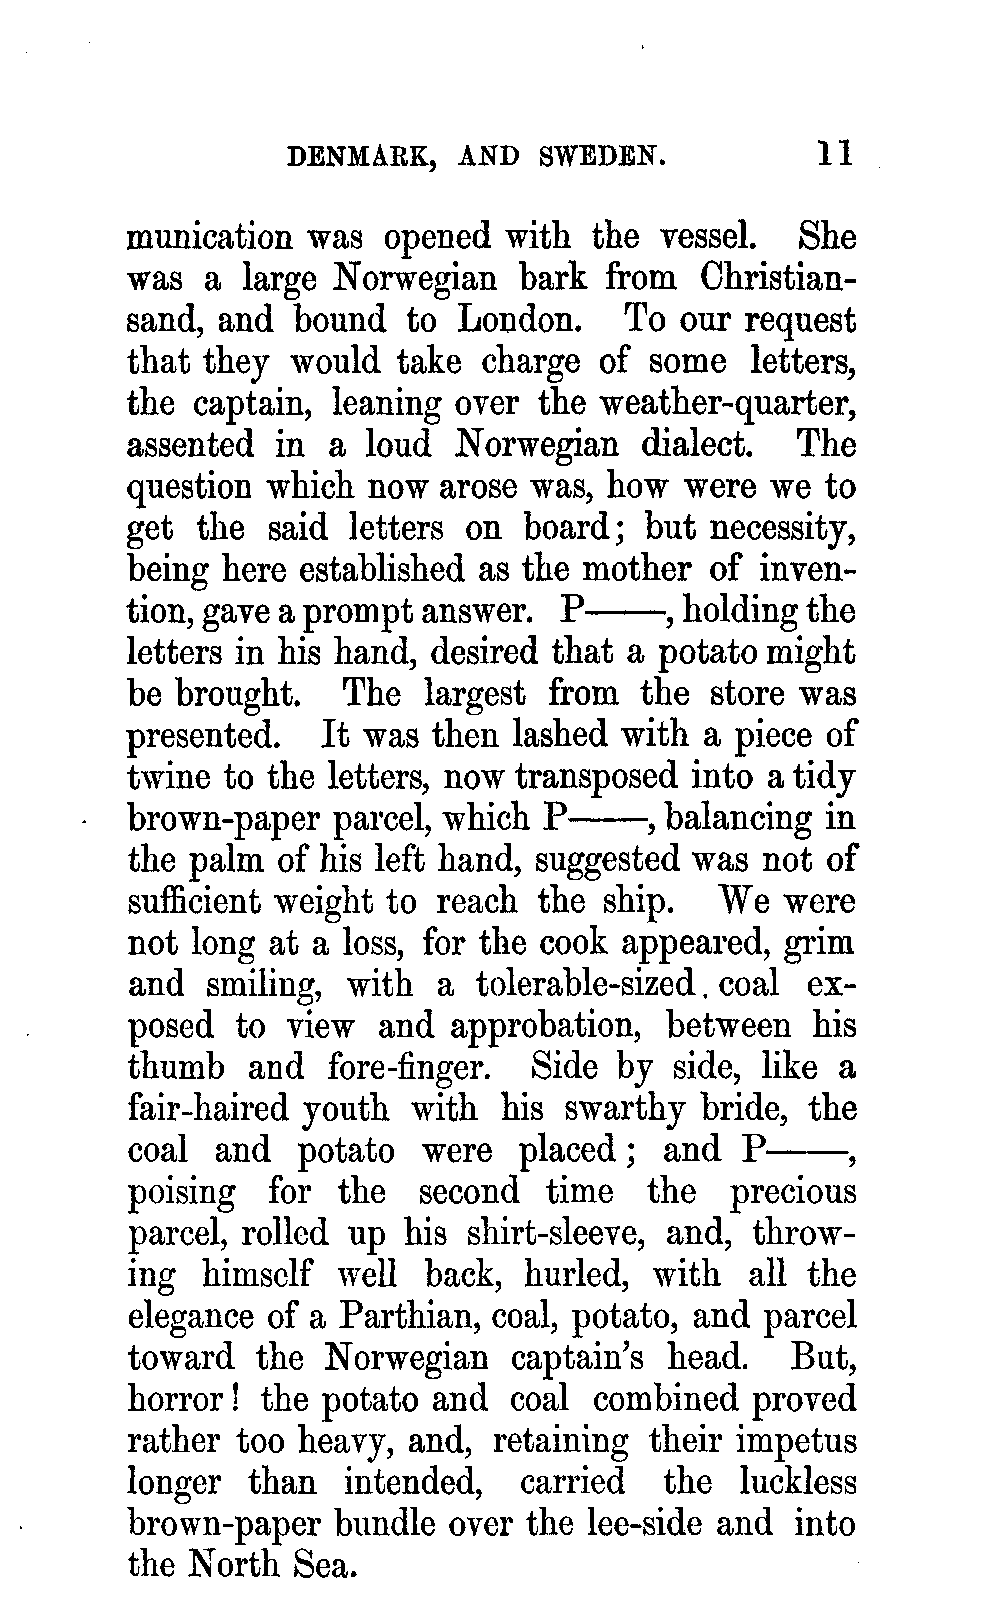 DENMARK, AND SWEDEN. 11
munication was opened with the vessel. She
was a large Norwegian bark from Christian-
sand, and bound to London. To our request
that they would take charge of some letters,
the captain, leaning over the weather-quarter,
assented in a loud Norwegian dialect. The
question which now arose was, how were we to
get the said letters on board; but necessity,
being here established as the mother of inven-
tion, gave a prompt answer. P——, holding the
letters in his hand, desired that a potato might
be brought. The largest from the store was
presented. It was then lashed with a piece of
twine to the letters, now transposed into a tidy
brown-paper parcel, which P——, balancing in
the palm of his left hand, suggested was not of
sufficient weight to reach the ship. We were
not long at a loss, for the cook appeared, grim
and smiling, with a tolerable-sized coal ex-
posed to view and approbation, between his
thumb and fore-finger. Side by side, like a
fair-haired youth with his swarthy bride, the
coal and potato were placed; and P——,
poising for the second time the precious
parcel, rolled up his shirt-sleeve, and, throw-
ing himself well back, hurled, with all the
elegance of a Parthian, coal, potato, and parcel
toward the Norwegian captain's head. But,
horror! the potato and coal combined proved
rather too heavy, and, retaining their impetus
longer than intended, carried the luckless
brown-paper bundle over the lee-side and into
the North Sea.